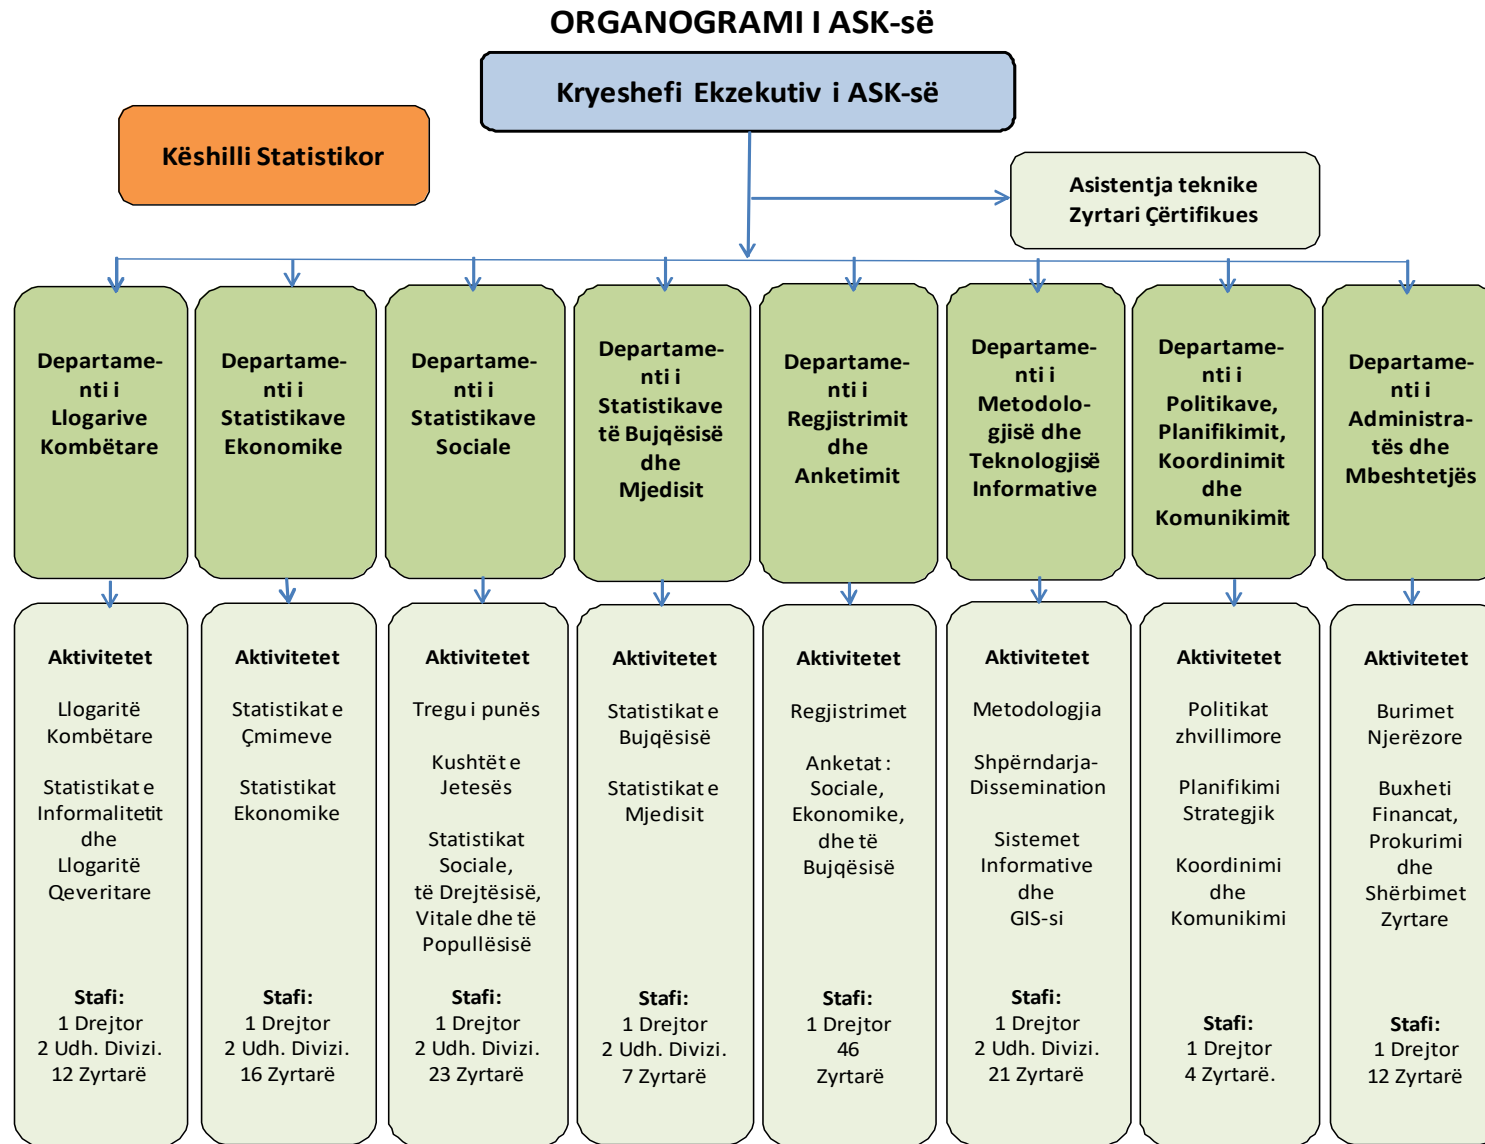 ORGANOGRAMI I ASK-së
Kryeshefi Ekzekutiv i ASK-së
Këshilli Statistikor
Asistentja teknike
Zyrtari Çërtifikues
Departame-
nti i
Llogarive
Kombëtare
Departame-
nti i
Statistikave
Ekonomike
Departame-
nti i
Statistikave
Sociale
Departame-
nti i
Statistikave
të Bujqësisë
dhe
Mjedisit
Departame-
nti i
Regjistrimit
dhe
Anketimit
Departame-
nti i
Metodolo-
gjisë dhe
Teknologjisë
Informative
Departame-
nti i
Politikave,
Planifikimit,
Koordinimit
dhe
Komunikimit
Departame-
nti i
Administra-
tës dhe
Mbeshtetjës
Aktivitetet
Llogaritë
Kombëtare
Statistikat e
Informalitetit
dhe
Llogaritë
Qeveritare
Stafi:
1 Drejtor
2 Udh. Divizi.
12 Zyrtarë
Aktivitetet
Statistikat e
Çmimeve
Statistikat
Ekonomike
Stafi:
1 Drejtor
2 Udh. Divizi.
16 Zyrtarë
Aktivitetet
Tregu i punës
Kushtët e
Jetesës
Statistikat
Sociale,
të Drejtësisë,
Vitale dhe të
Popullësisë
Stafi:
1 Drejtor
2 Udh. Divizi.
23 Zyrtarë
Aktivitetet
Statistikat e
Bujqësisë
Statistikat e
Mjedisit
Stafi:
1 Drejtor
2 Udh. Divizi.
7 Zyrtarë
Aktivitetet
Regjistrimet
Anketat :
Sociale,
Ekonomike,
dhe të
Bujqësisë
Stafi:
1 Drejtor
46
Zyrtarë
Aktivitetet
Metodologjia
Shpërndarja-
Dissemination
Sistemet
Informative
dhe
GIS-si
Stafi:
1 Drejtor
2 Udh. Divizi.
21 Zyrtarë
Aktivitetet
Politikat
zhvillimore
Planifikimi
Strategjik
Koordinimi
dhe
Komunikimi
Stafi:
1 Drejtor
4 Zyrtarë.
Aktivitetet
Burimet
Njerëzore
Buxheti
Financat,
Prokurimi
dhe
Shërbimet
Zyrtare
Stafi:
1 Drejtor
12 Zyrtarë